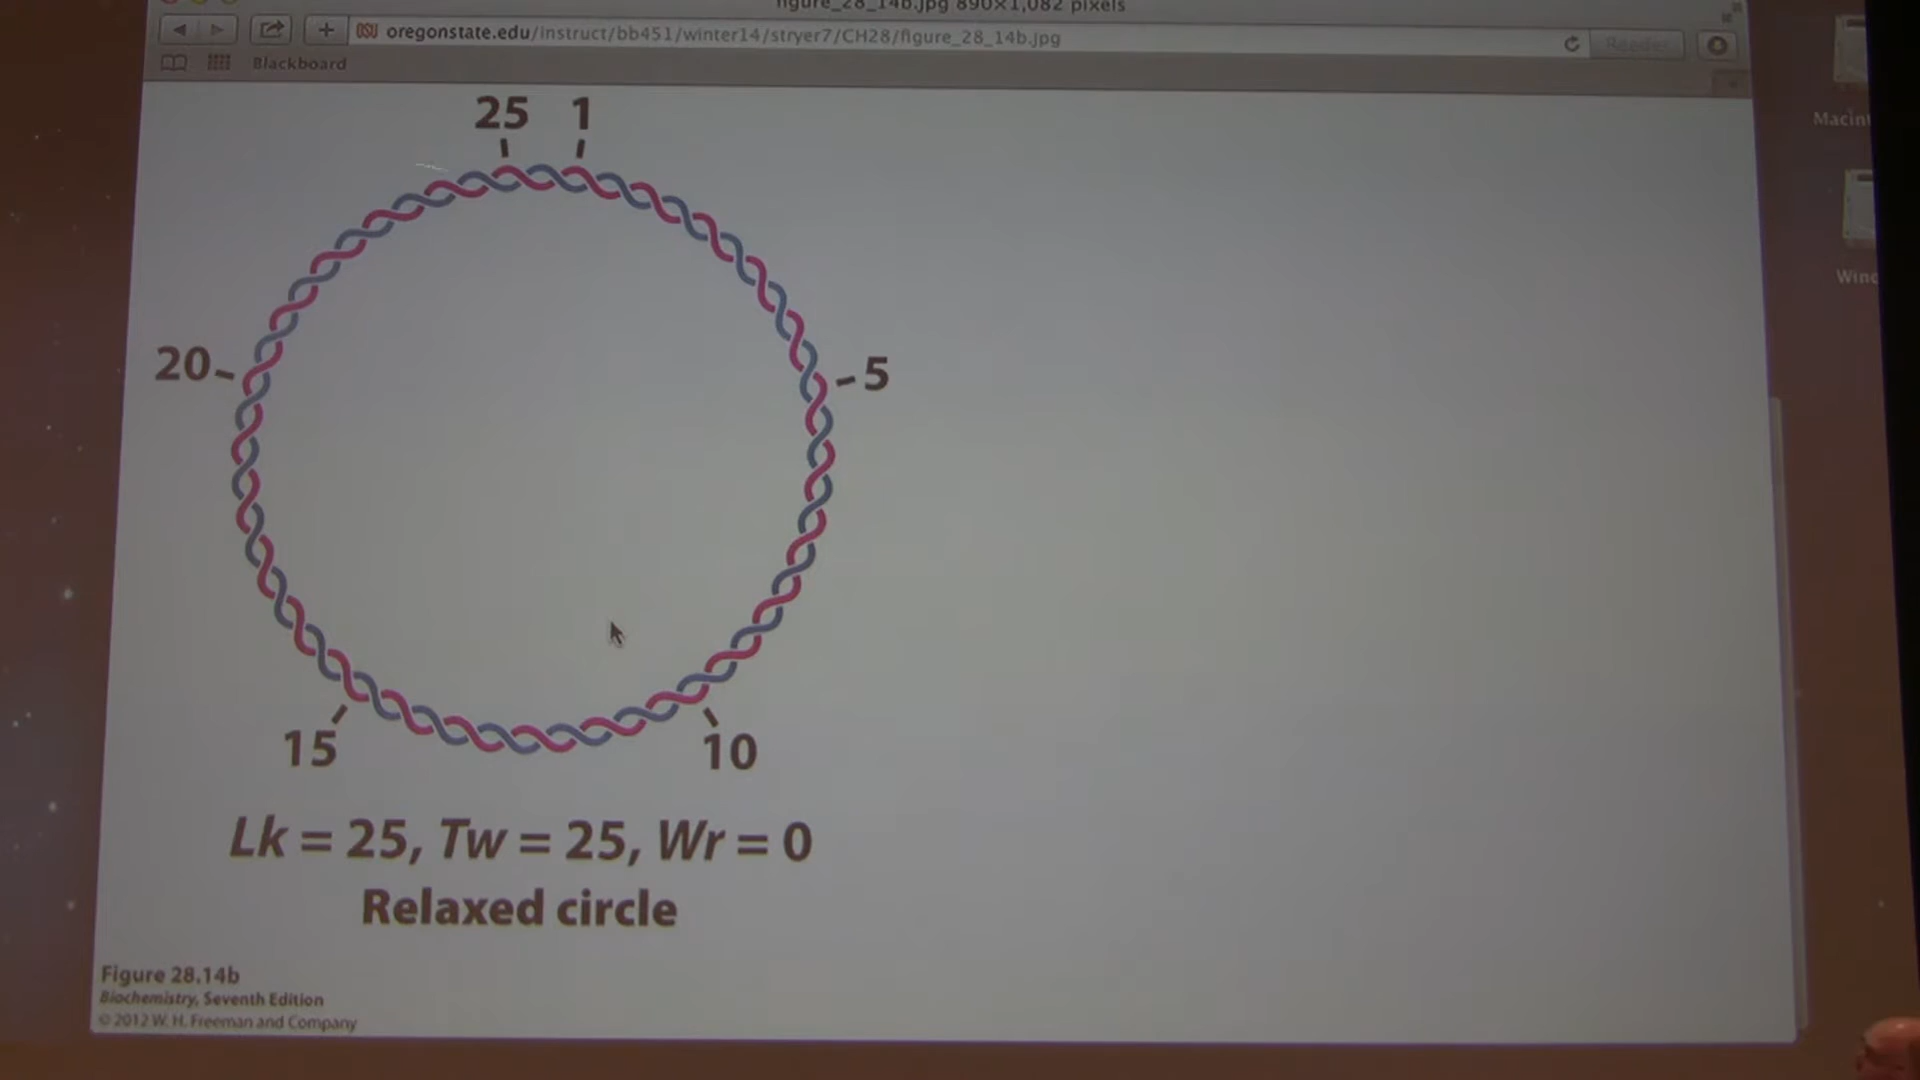 figure_28_14b.jpg 890×1,082 pixels
oregonstate.edu/instruct/bb451/winter14/stryer7/CH28/figure_28_14b.jpg
Reader
Blackboard
25 1
20
5
15
10
Lk = 25, Tw = 25, Wr = 0
Relaxed circle
Figure 28.14b
Biochemistry, Seventh Edition
© 2012 W. H. Freeman and Company